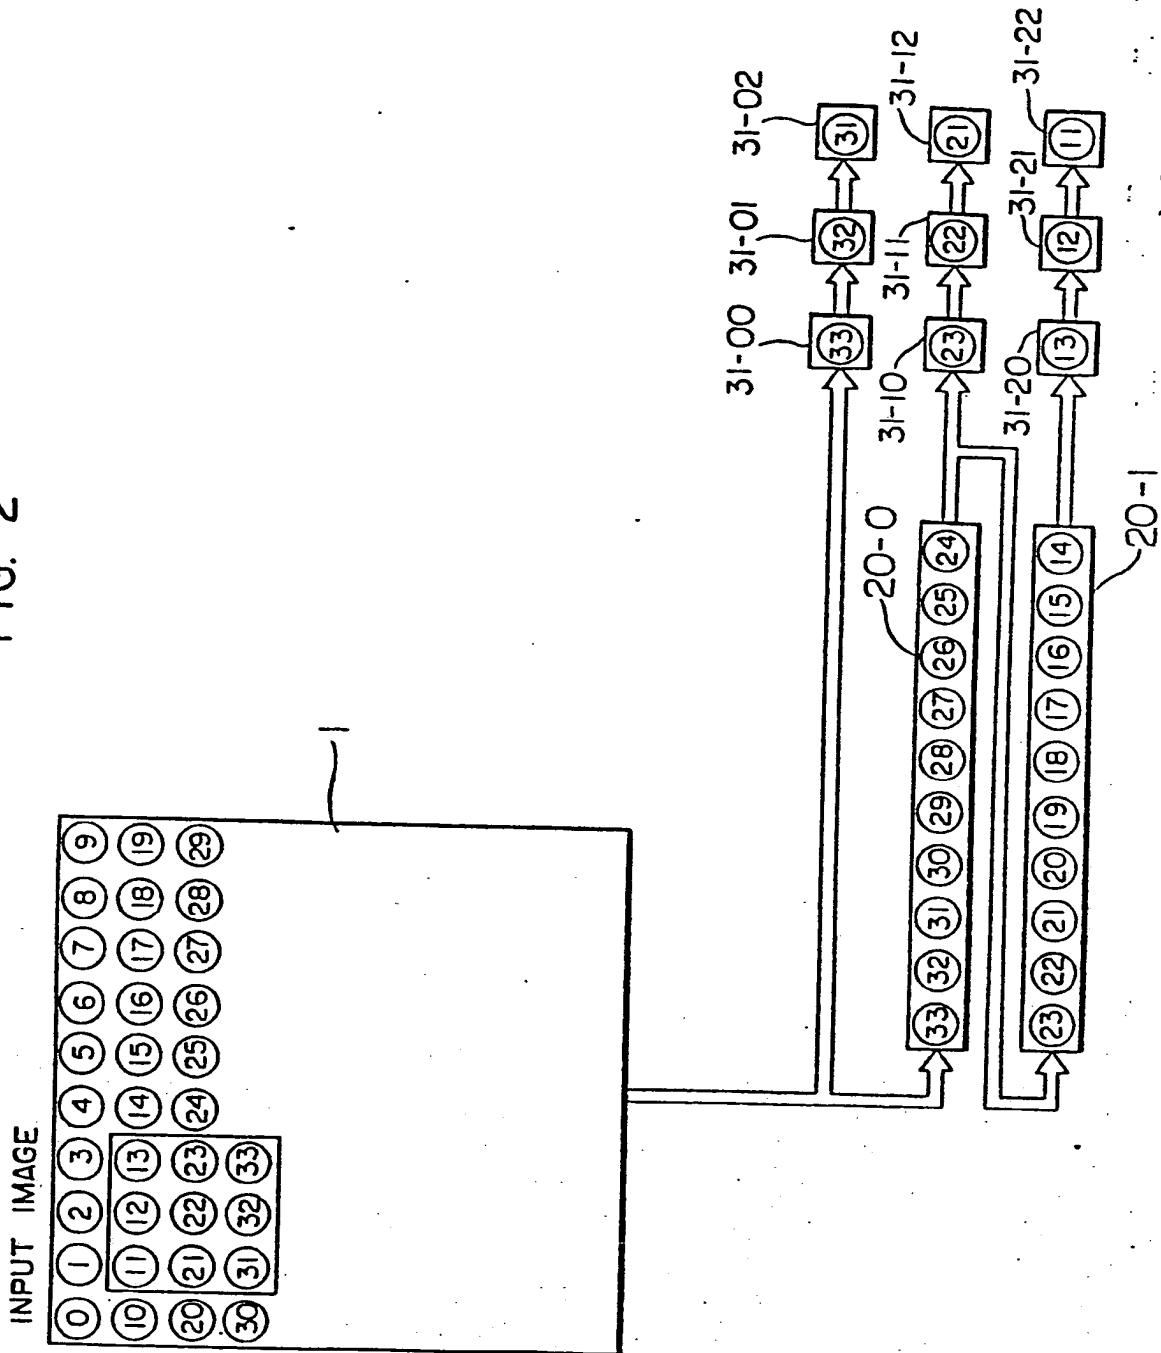 FIG. 2
INPUT IMAGE
0 1 2 3 4 5 6 7 8 9
10 11 12 13 14 15 16 17 18 19
20 21 22 23 24 25 26 27 28 29
30 31 32 33
1
31-00 31-01 31-02
33 32 31
20-0
33 32 31 30 29 28 27 26 25 24
31-10 31-11 31-12
23 22 21
20-1
23 22 21 20 19 18 17 16 15 14
31-20 31-21 31-22
13 12 11